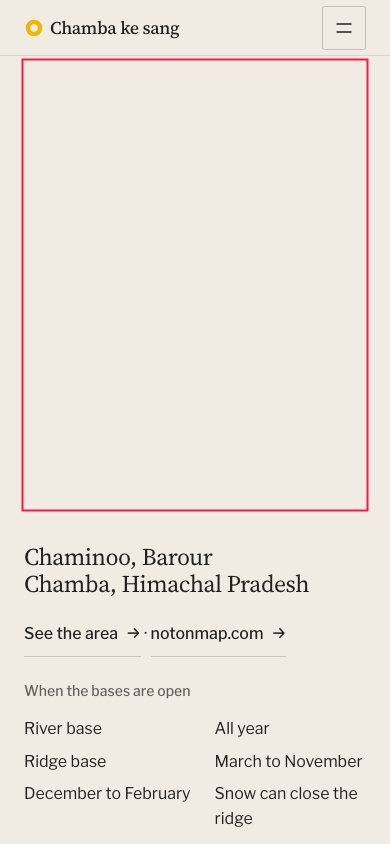 Chamba ke sang
Chaminoo, Barour
Chamba, Himachal Pradesh
See the area → · notonmap.com →
When the bases are open
River base All year
Ridge base March to November
December to February Snow can close the
ridge